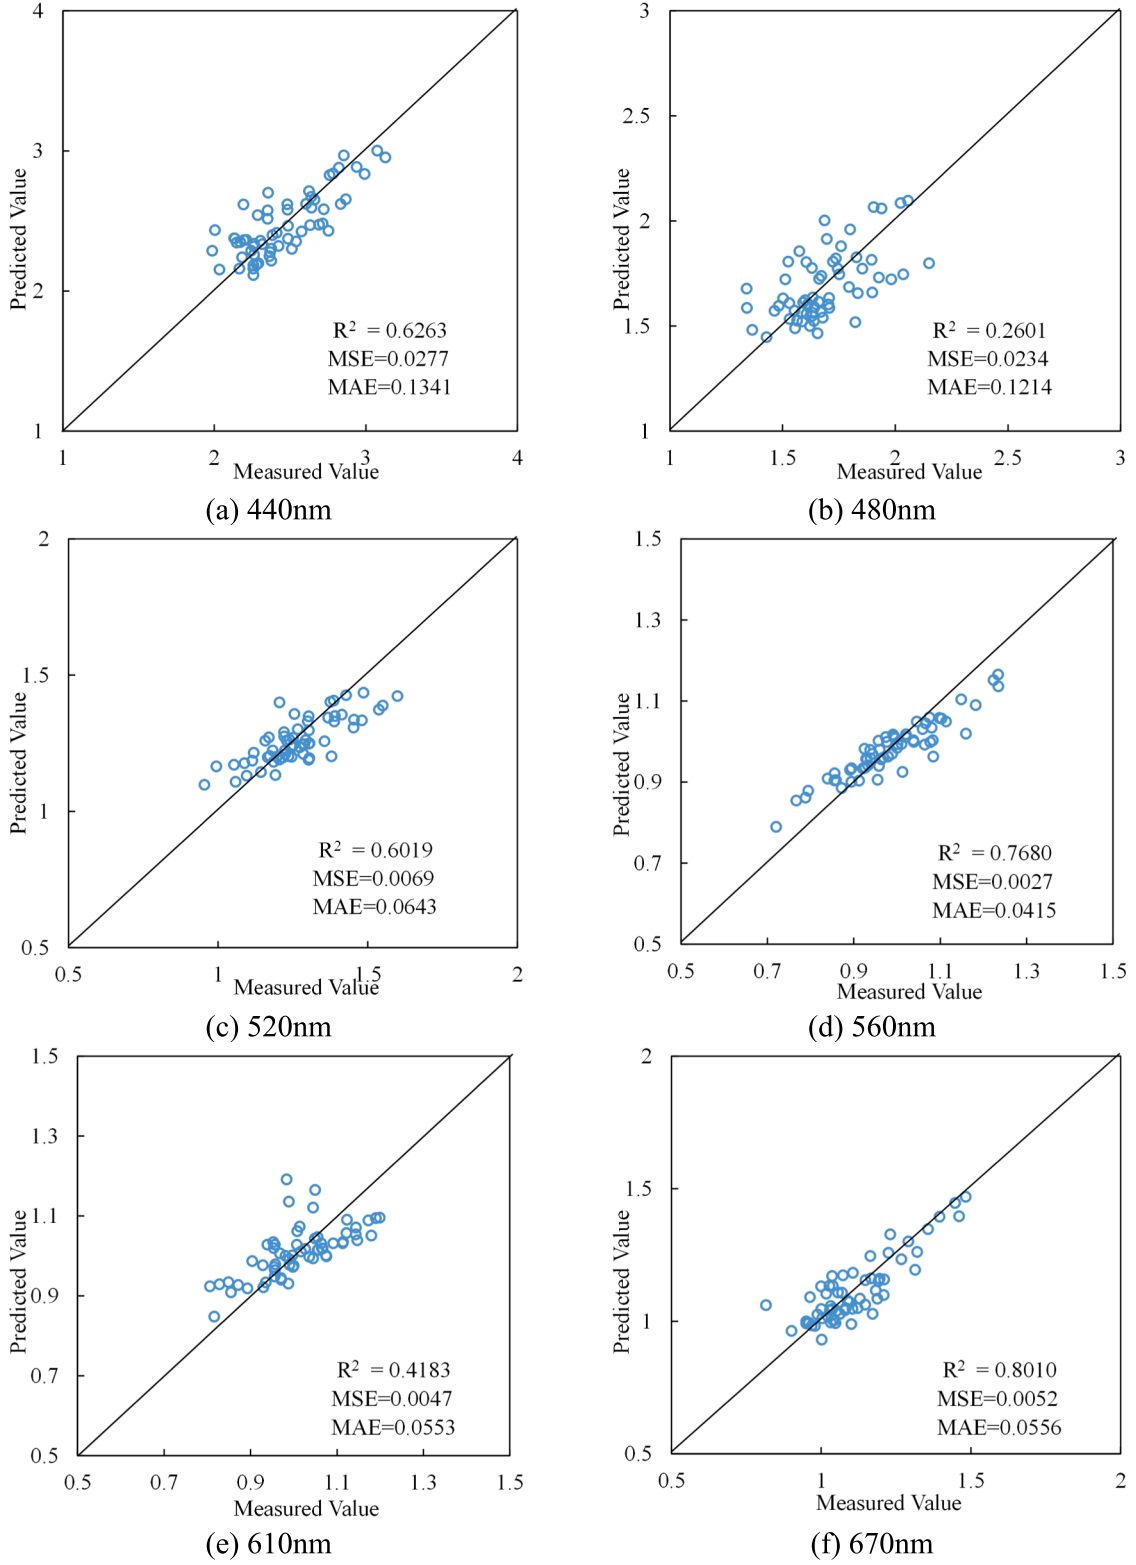 4
3
2
1
Predicted Value
R² = 0.6263
MSE=0.0277
MAE=0.1341
1 2 3 4
Measured Value
(a) 440nm
3
2.5
2
1.5
1
Predicted Value
R² = 0.2601
MSE=0.0234
MAE=0.1214
1 1.5 2 2.5 3
Measured Value
(b) 480nm
2
1.5
1
0.5
Predicted Value
R² = 0.6019
MSE=0.0069
MAE=0.0643
0.5 1 1.5 2
Measured Value
(c) 520nm
1.5
1.3
1.1
0.9
0.7
0.5
Predicted Value
R² = 0.7680
MSE=0.0027
MAE=0.0415
0.5 0.7 0.9 1.1 1.3 1.5
Measured Value
(d) 560nm
1.5
1.3
1.1
0.9
0.7
0.5
Predicted Value
R² = 0.4183
MSE=0.0047
MAE=0.0553
0.5 0.7 0.9 1.1 1.3 1.5
Measured Value
(e) 610nm
2
1.5
1
0.5
Predicted Value
R² = 0.8010
MSE=0.0052
MAE=0.0556
0.5 1 1.5 2
Measured Value
(f) 670nm